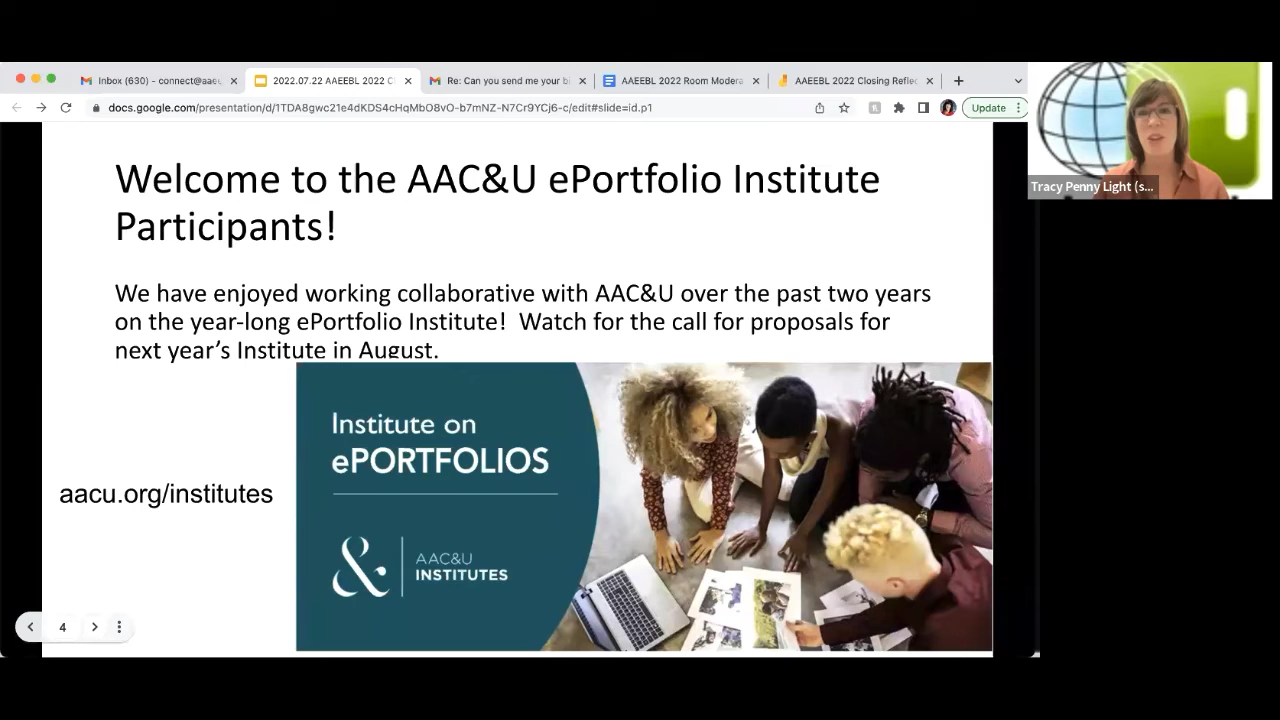 Inbox (630) - connect@aaee
2022.07.22 AAEEBL 2022 C
Re: Can you send me your b
AAEEBL 2022 Room Modera
AAEEBL 2022 Closing Reflec
docs.google.com/presentation/d/1TDA8gwc21e4dKDS4cHqMbO8vO-b7mNZ-N7Cr9YCj6-c/edit#slide=id.p1
Update
Tracy Penny Light (s...
Welcome to the AAC&U ePortfolio Institute
Participants!
We have enjoyed working collaborative with AAC&U over the past two years
on the year-long ePortfolio Institute! Watch for the call for proposals for
next year's Institute in August.
Institute on
ePORTFOLIOS
aacu.org/institutes
&
AAC&U
INSTITUTES
4